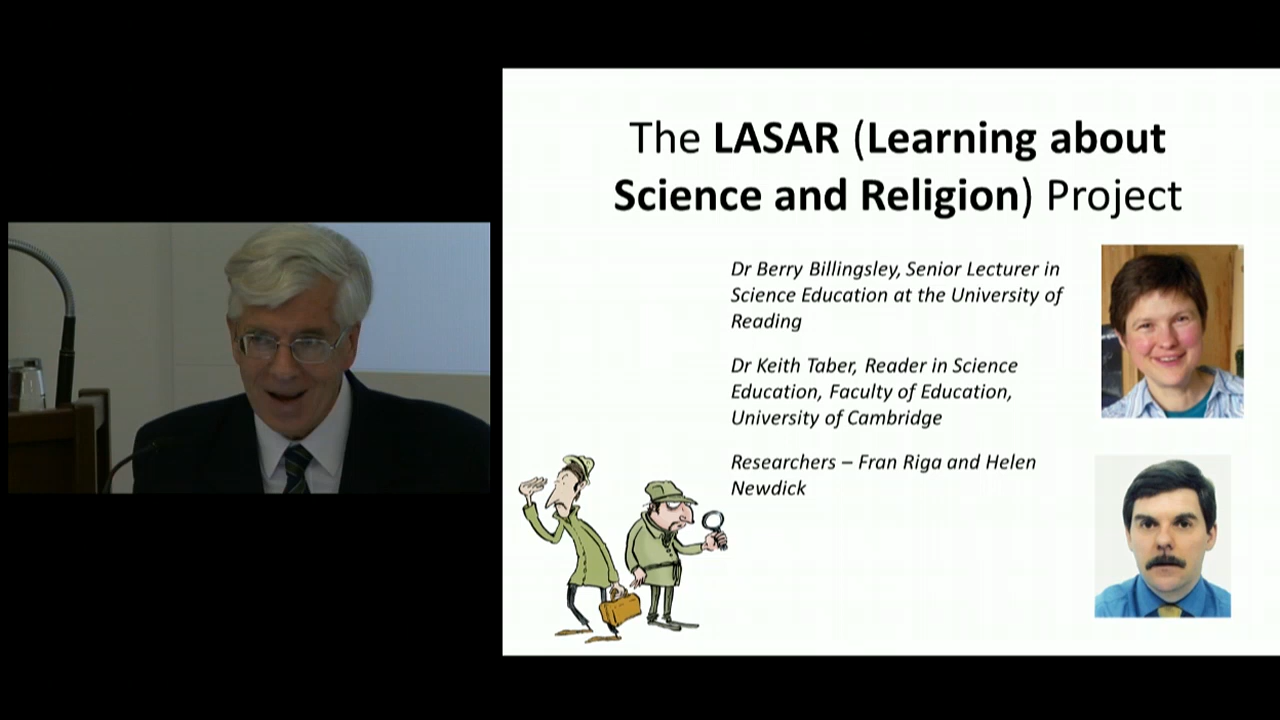 The LASAR (Learning about
Science and Religion) Project
Dr Berry Billingsley, Senior Lecturer in
Science Education at the University of
Reading
Dr Keith Taber, Reader in Science
Education, Faculty of Education,
University of Cambridge
Researchers – Fran Riga and Helen
Newdick